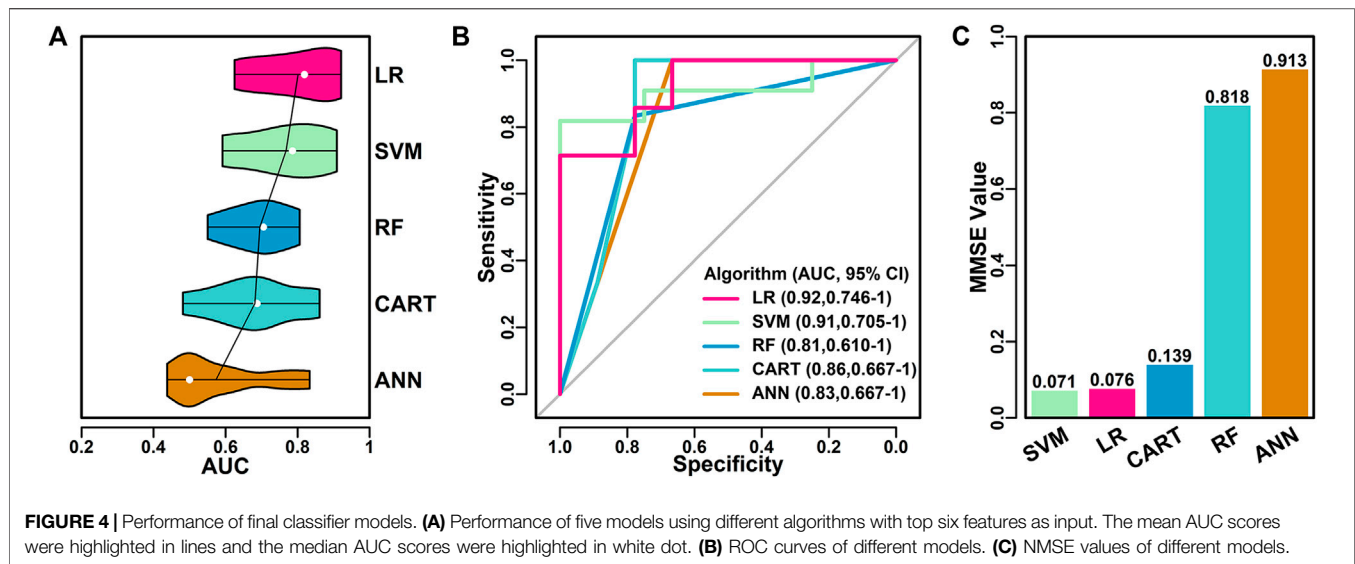 A
LR
SVM
RF
CART
ANN
0.2 0.4 0.6 0.8 1
AUC
B
Sensitivity
0.0 0.2 0.4 0.6 0.8 1.0
Algorithm (AUC, 95% CI)
LR (0.92,0.746-1)
SVM (0.91,0.705-1)
RF (0.81,0.610-1)
CART (0.86,0.667-1)
ANN (0.83,0.667-1)
1.0 0.8 0.6 0.4 0.2 0.0
Specificity
C
MMSE Value
0.0 0.2 0.4 0.6 0.8 1.0
0.071 0.076 0.139 0.818 0.913
SVM LR CART RF ANN
FIGURE 4 | Performance of final classifier models. (A) Performance of five models using different algorithms with top six features as input. The mean AUC scores
were highlighted in lines and the median AUC scores were highlighted in white dot. (B) ROC curves of different models. (C) NMSE values of different models.